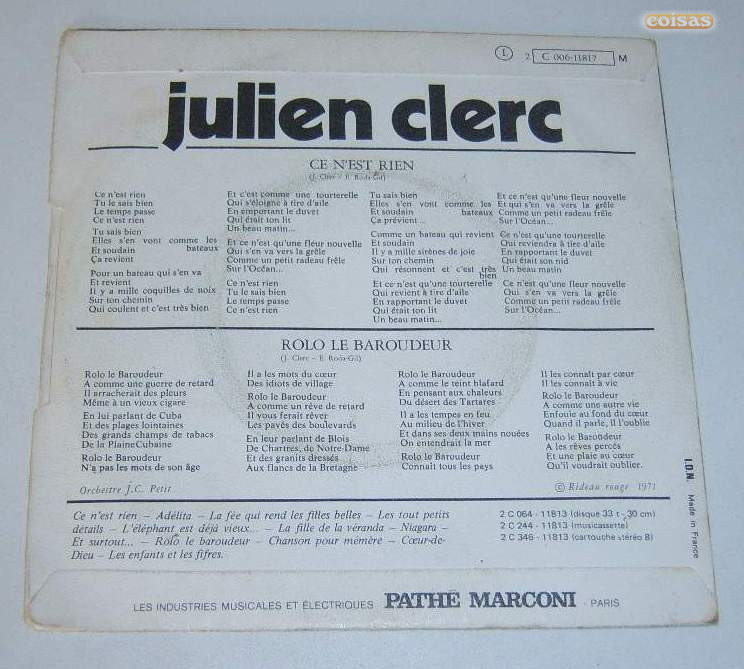 coisas
L 2 C 006-11817 M
julien clerc
CE N'EST RIEN
(J. Clerc - E. Roda-Gil)
Ce n'est rien
Tu le sais bien
Le temps passe
Ce n'est rien
Tu sais bien
Elles s'en vont comme les
Et soudain bateaux
Ça revient
Pour un bateau qui s'en va
Et revient
Il y a mille coquilles de noix
Sur ton chemin
Qui coulent et c'est très bien
Et c'est comme une tourterelle
Qui s'éloigne à tire d'aile
En emportant le duvet
Qui était ton lit
Un beau matin...
Et ce n'est qu'une fleur nouvelle
Qui s'en va vers la grêle
Comme un petit radeau frêle
Sur l'Océan...
Ce n'est rien
Tu le sais bien
Le temps passe
Ce n'est rien
Tu sais bien
Elles s'en vont comme les
Et soudain bateaux
Ça prévient...
Comme un bateau qui revient
Et soudain
Il y a mille sirènes de joie
Sur ton chemin
Qui résonnent et c'est très
bien
Et ce n'est qu'une tourterelle
Qui revient à tire d'aile
En rapportant le duvet
Qui était ton lit
Un beau matin...
Et ce n'est qu'un fleur nouvelle
Et qui s'en va vers la grêle
Comme un petit radeau frêle
Sur l'Océan...
Ce n'est qu'une tourterelle
Qui reviendra à tire d'aile
En rapportant le duvet
Qui était son nid
Un beau matin
Ce n'est qu'une fleur nouvelle
Qui s'en va vers la grêle
Comme un petit radeau frêle
Sur l'Océan...
ROLO LE BAROUDEUR
(J. Clerc - E. Roda-Gil)
Rolo le Baroudeur
A comme une guerre de retard
Il arracherait des pleurs
Même à un vieux cigare
En lui parlant de Cuba
Et des plages lointaines
Des grands champs de tabacs
De la Plaine Cubaine
Rolo le Baroudeur
N'a pas les mots de son âge
Il a les mots du cœur
Des idiots de village
Rolo le Baroudeur
A comme un rêve de retard
Il vous ferait rêver
Les pavés des boulevards
En leur parlant de Blois
De Chartres, de Notre-Dame
Et des granits dressés
Aux flancs de la Bretagne
Rolo le Baroudeur
A comme le teint blafard
En pensant aux chaleurs
Du désert des Tartares
Il a les tempes en feu
Au milieu de l'hiver
Et dans ses deux mains nouées
On entendrait la mer
Rolo le Baroudeur
Connaît tous les pays
Il les connaît par cœur
Il les connaît à vie
Rolo le Baroudeur
A comme une autre vie
Enfouie au fond du cœur
Quand il parle, il l'oublie
Rolo le Baroudeur
A les rêves percés
Et une plaie au cœur
Qu'il voudrait oublier.
Orchestre J.C. Petit
© Rideau rouge 1971
Ce n'est rien – Adélita – La fée qui rend les filles belles – Les tout petits
détails – L'éléphant est déjà vieux... – La fille de la véranda – Niagara –
Et surtout... – Rolo le baroudeur – Chanson pour mémère – Cœur-de-
Dieu – Les enfants et les fifres.
2 C 064 - 11813 (disque 33 t - 30 cm)
2 C 244 - 11813 (musicassette)
2 C 346 - 11813 (cartouche stéréo 8)
I.D.N. Made in France
LES INDUSTRIES MUSICALES ET ÉLECTRIQUES PATHÉ MARCONI - PARIS